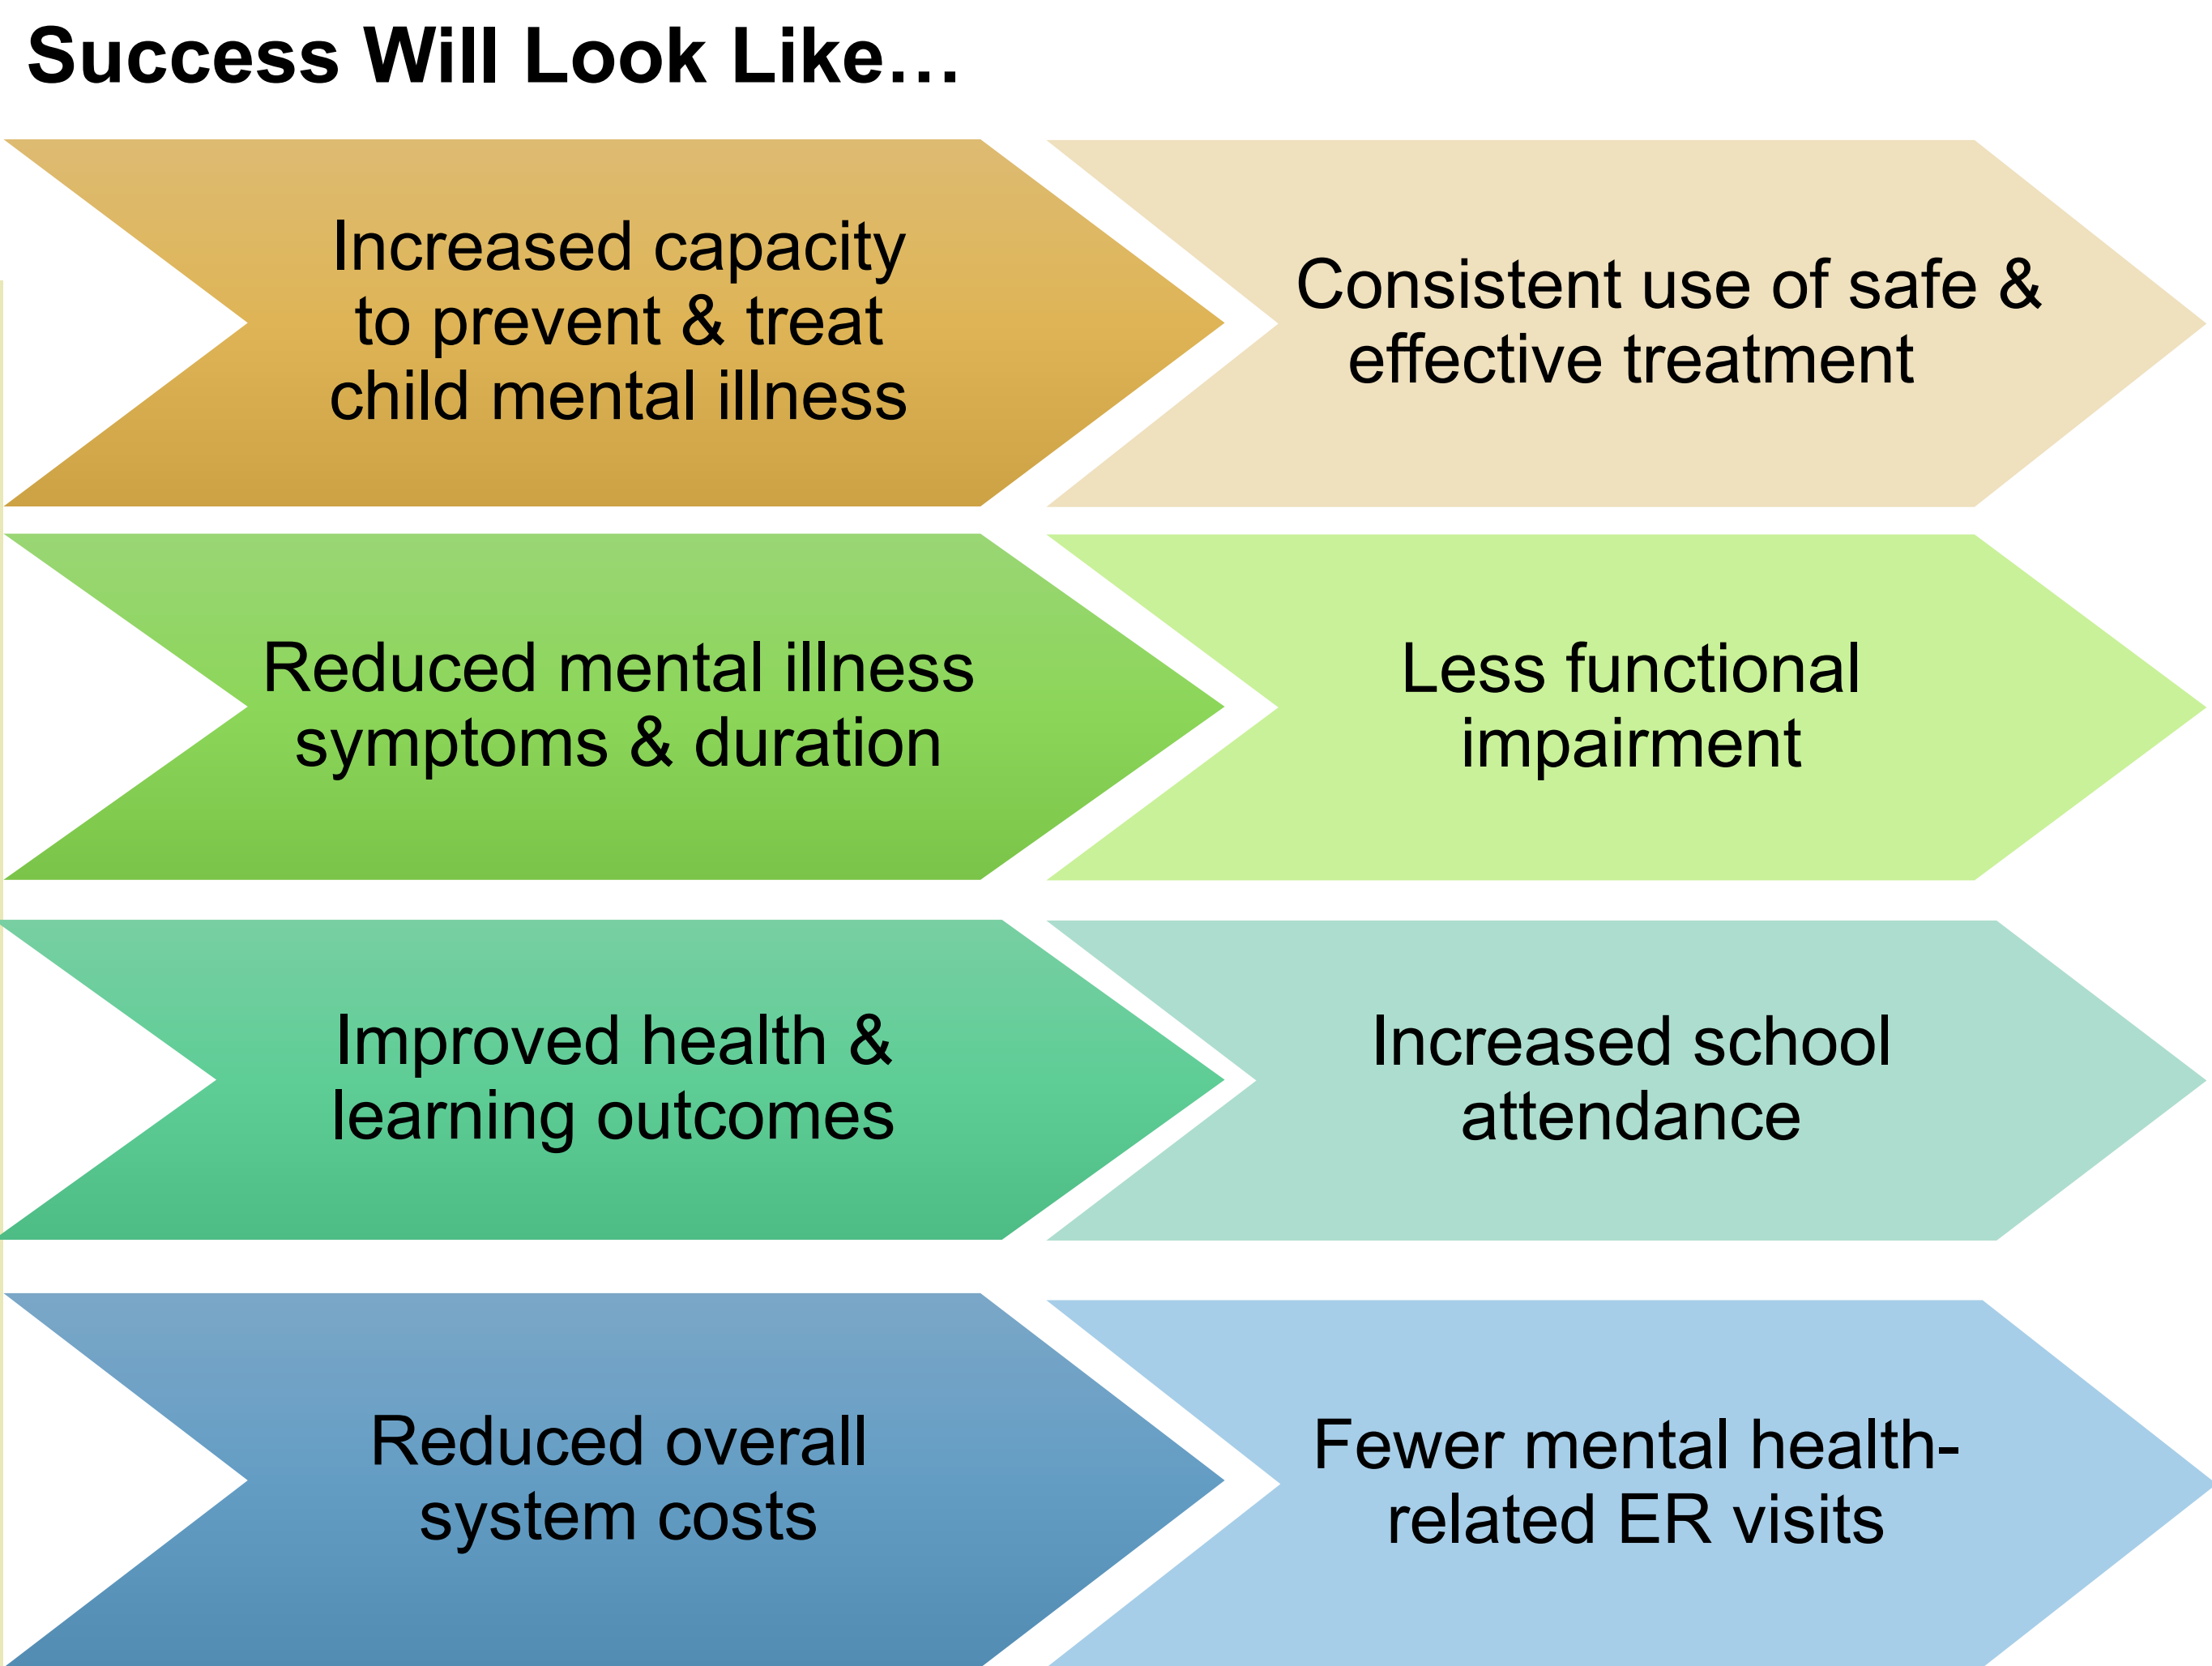 Success Will Look Like…
Increased capacity
to prevent & treat
child mental illness
Consistent use of safe &
effective treatment
Reduced mental illness
symptoms & duration
Less functional
impairment
Improved health &
learning outcomes
Increased school
attendance
Reduced overall
system costs
Fewer mental health-
related ER visits